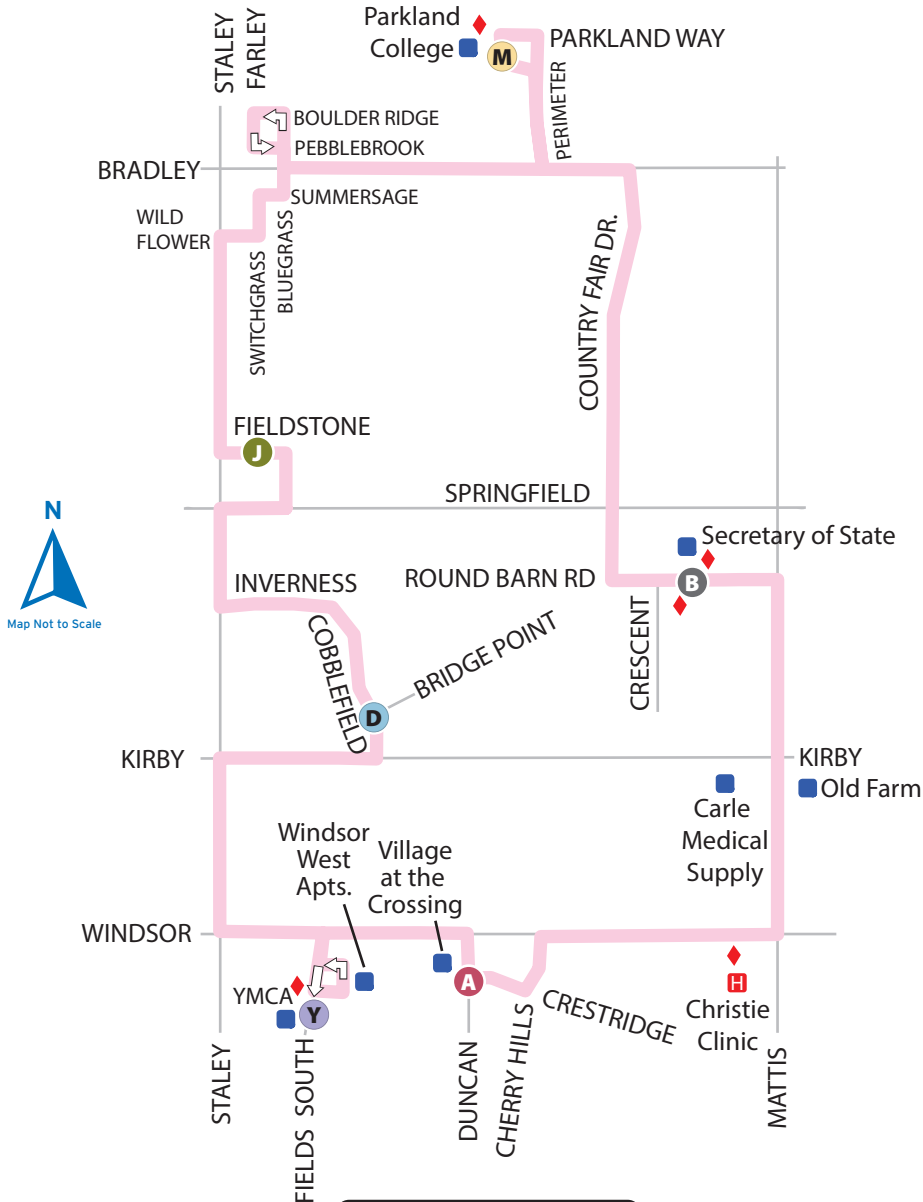 STALEY
FARLEY
Parkland
College
M
PARKLAND WAY
PERIMETER
BOULDER RIDGE
PEBBLEBROOK
BRADLEY
SUMMERSAGE
WILD
FLOWER
SWITCHGRASS
BLUEGRASS
COUNTRY FAIR DR.
FIELDSTONE
J
SPRINGFIELD
N
Map Not to Scale
Secretary of State
INVERNESS
ROUND BARN RD
B
COBBLEFIELD
BRIDGE POINT
CRESCENT
D
KIRBY
KIRBY
Old Farm
Carle
Medical
Supply
Windsor
West
Apts.
Village
at the
Crossing
WINDSOR
YMCA
Y
A
CRESTRIDGE
H
Christie
Clinic
STALEY
FIELDS SOUTH
DUNCAN
CHERRY HILLS
MATTIS